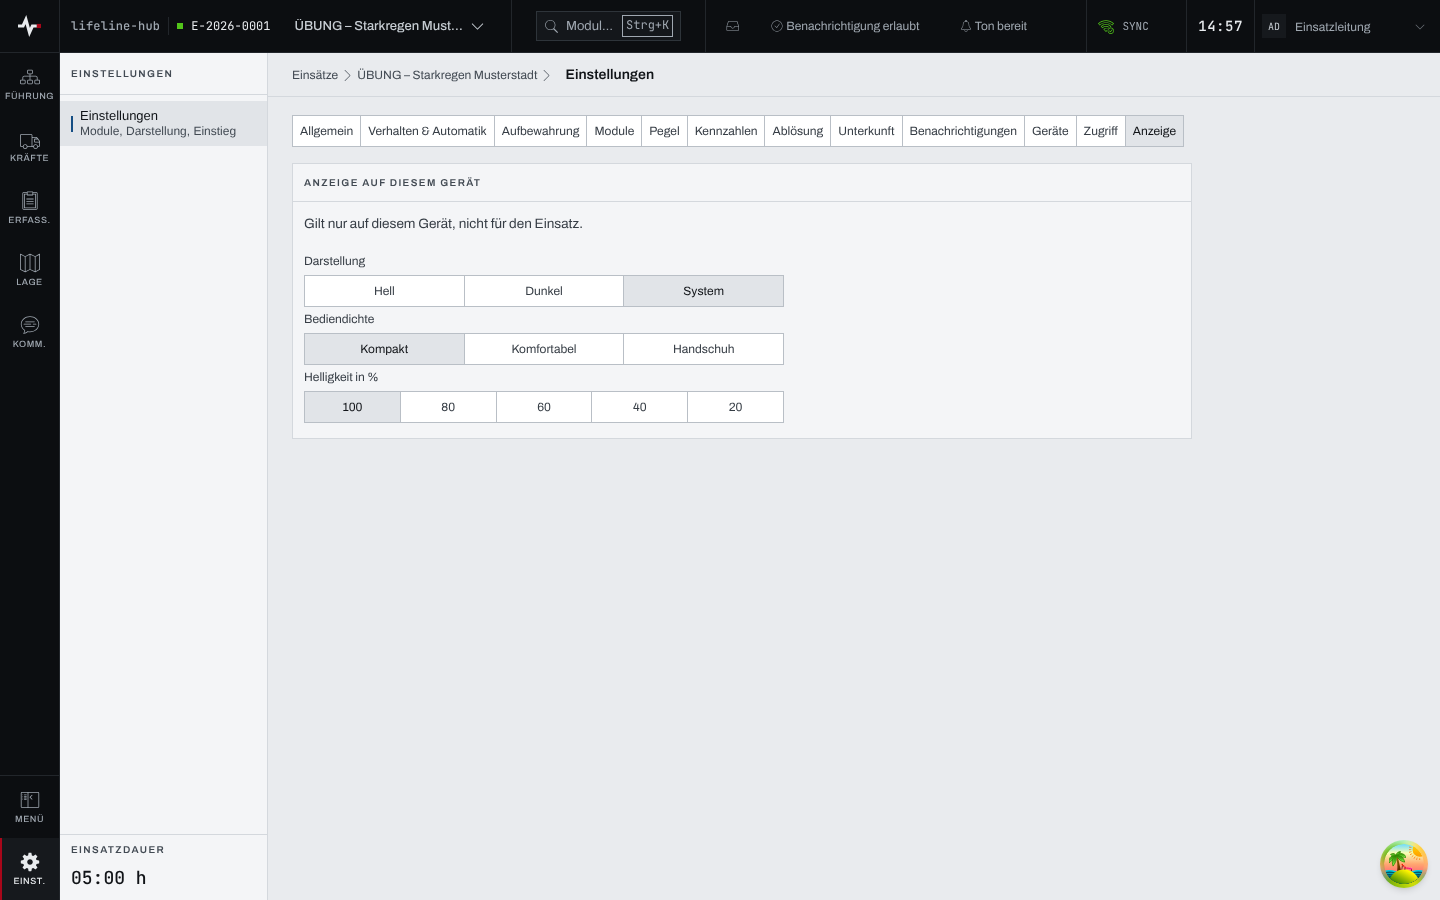 lifeline-hub
E-2026-0001
ÜBUNG – Starkregen Must...
Modul...
Strg+K
Benachrichtigung erlaubt
Ton bereit
SYNC
14:57
AD
Einsatzleitung
FÜHRUNG
KRÄFTE
ERFASS.
LAGE
KOMM.
MENÜ
EINST.
EINSTELLUNGEN
Einstellungen
Module, Darstellung, Einstieg
EINSATZDAUER
05:00 h
Einsätze
ÜBUNG – Starkregen Musterstadt
Einstellungen
Allgemein
Verhalten & Automatik
Aufbewahrung
Module
Pegel
Kennzahlen
Ablösung
Unterkunft
Benachrichtigungen
Geräte
Zugriff
Anzeige
ANZEIGE AUF DIESEM GERÄT
Gilt nur auf diesem Gerät, nicht für den Einsatz.
Darstellung
Hell
Dunkel
System
Bediendichte
Kompakt
Komfortabel
Handschuh
Helligkeit in %
100
80
60
40
20